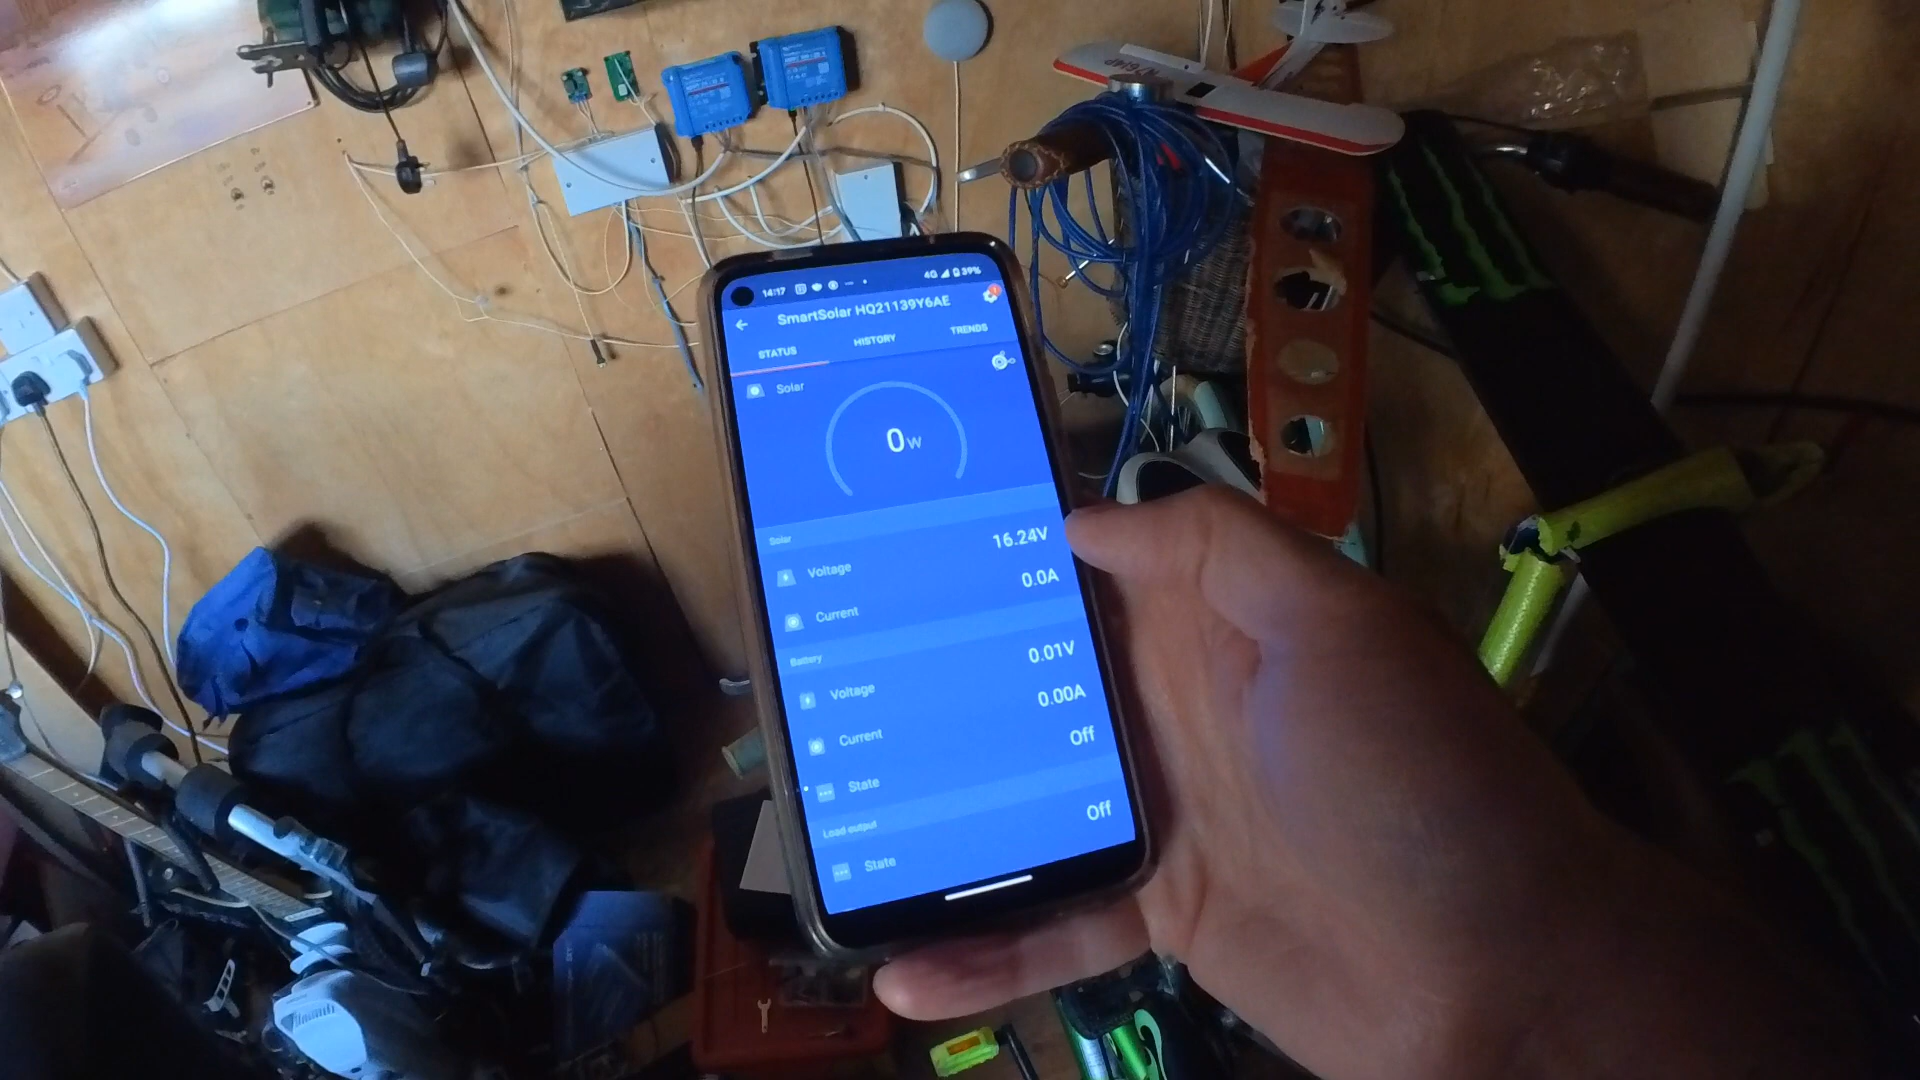 14:17
4G 39%
SmartSolar HQ21139Y6AE
STATUS
HISTORY
TRENDS
Solar
0W
Solar
Voltage
16.24V
Current
0.0A
Battery
Voltage
0.01V
Current
0.00A
State
Off
Load output
State
Off